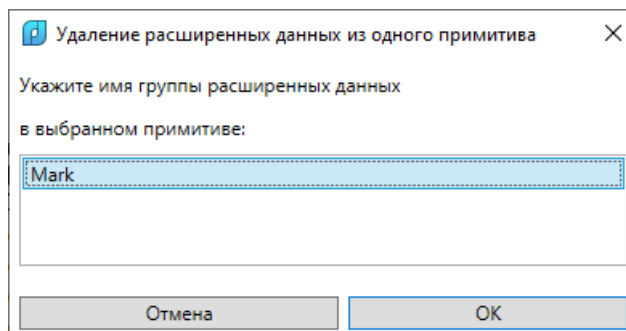 Удаление расширенных данных из одного примитива
Укажите имя группы расширенных данных
в выбранном примитиве:
Mark
Отмена
OK